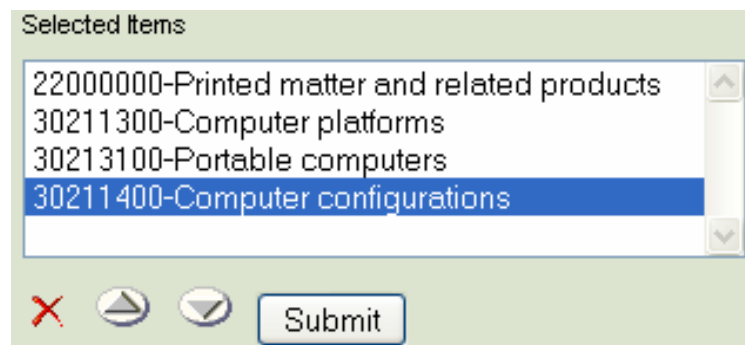 Selected Items
22000000-Printed matter and related products
30211300-Computer platforms
30213100-Portable computers
30211400-Computer configurations
Submit